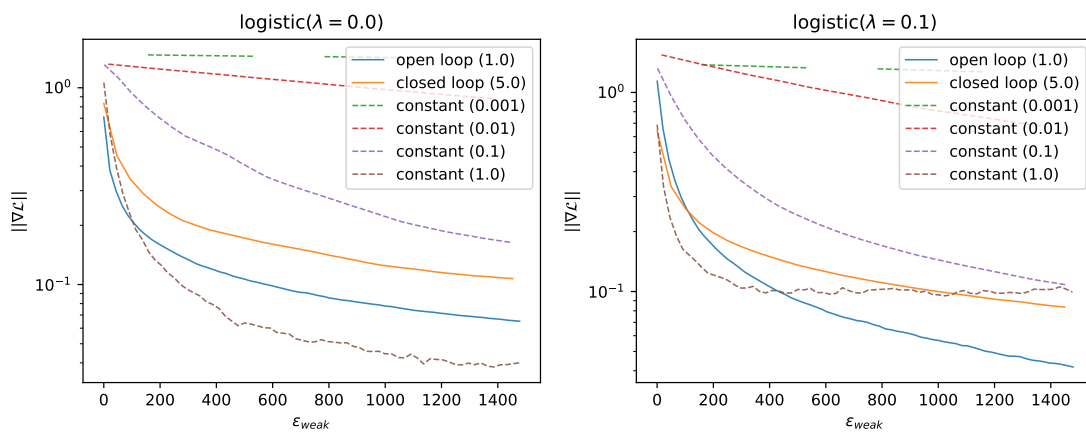 logistic(λ = 0.0)
||∇ℒ||
10⁰
10⁻¹
open loop (1.0)
closed loop (5.0)
constant (0.001)
constant (0.01)
constant (0.1)
constant (1.0)
0 200 400 600 800 1000 1200 1400
ε_weak
logistic(λ = 0.1)
||∇ℒ||
10⁰
10⁻¹
open loop (1.0)
closed loop (5.0)
constant (0.001)
constant (0.01)
constant (0.1)
constant (1.0)
0 200 400 600 800 1000 1200 1400
ε_weak